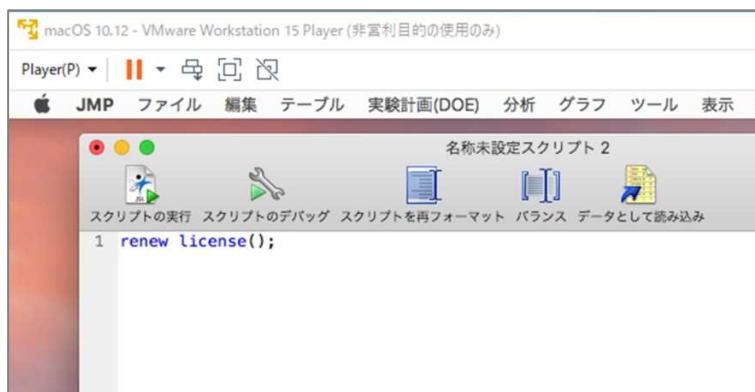 macOS 10.12 - VMware Workstation 15 Player (非営利目的の使用のみ)
Player(P)
JMP ファイル 編集 テーブル 実験計画(DOE) 分析 グラフ ツール 表示
名称未設定スクリプト 2
スクリプトの実行 スクリプトのデバッグ スクリプトを再フォーマット バランス データとして読み込み
1 renew license();